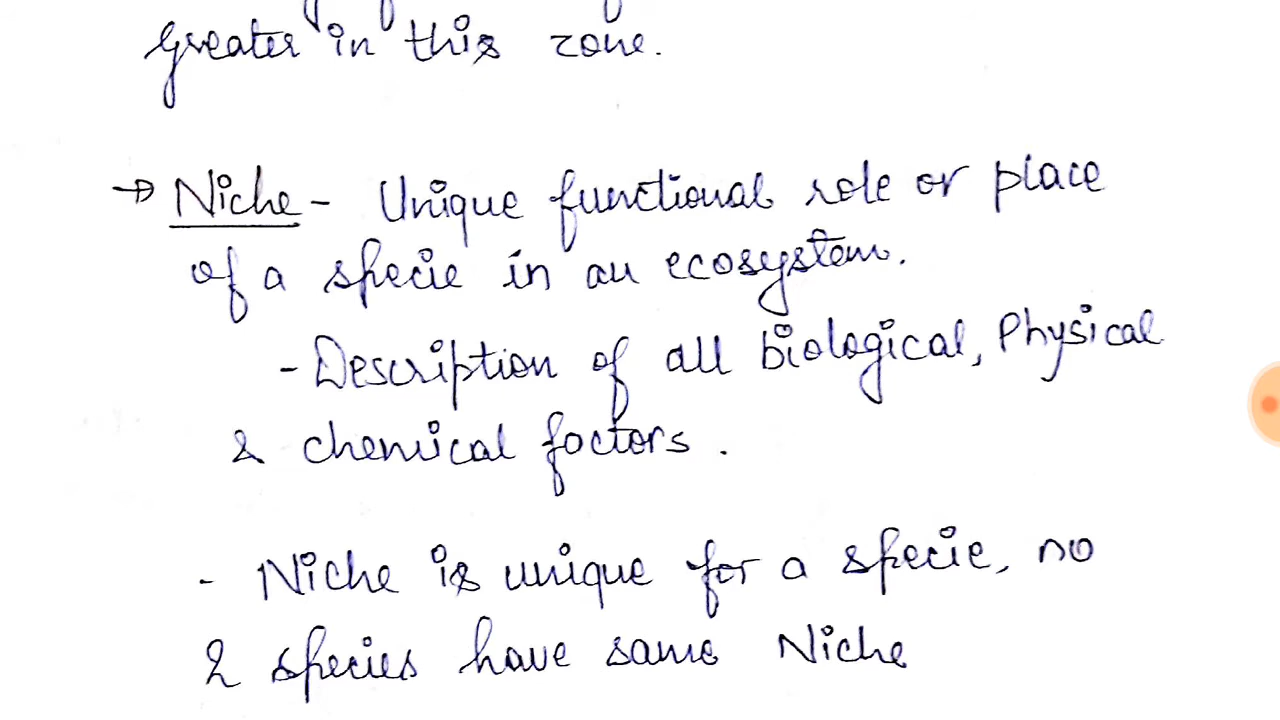 greater in this zone.
→ Niche - Unique functional role or place
of a specie in an ecosystem.
- Description of all biological, Physical
& chemical factors.
- Niche is unique for a specie, no
2 species have same Niche